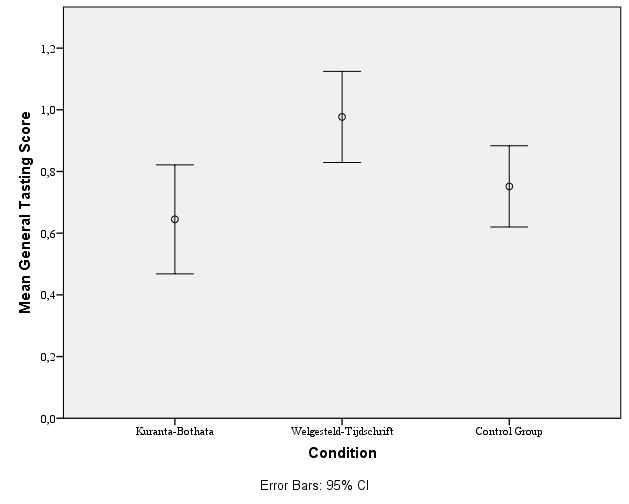 Mean General Tasting Score
1,2
1,0
0,8
0,6
0,4
0,2
0,0
Kuranta-Bothata
Welgesteld-Tijdschrift
Control Group
Condition
Error Bars: 95% CI